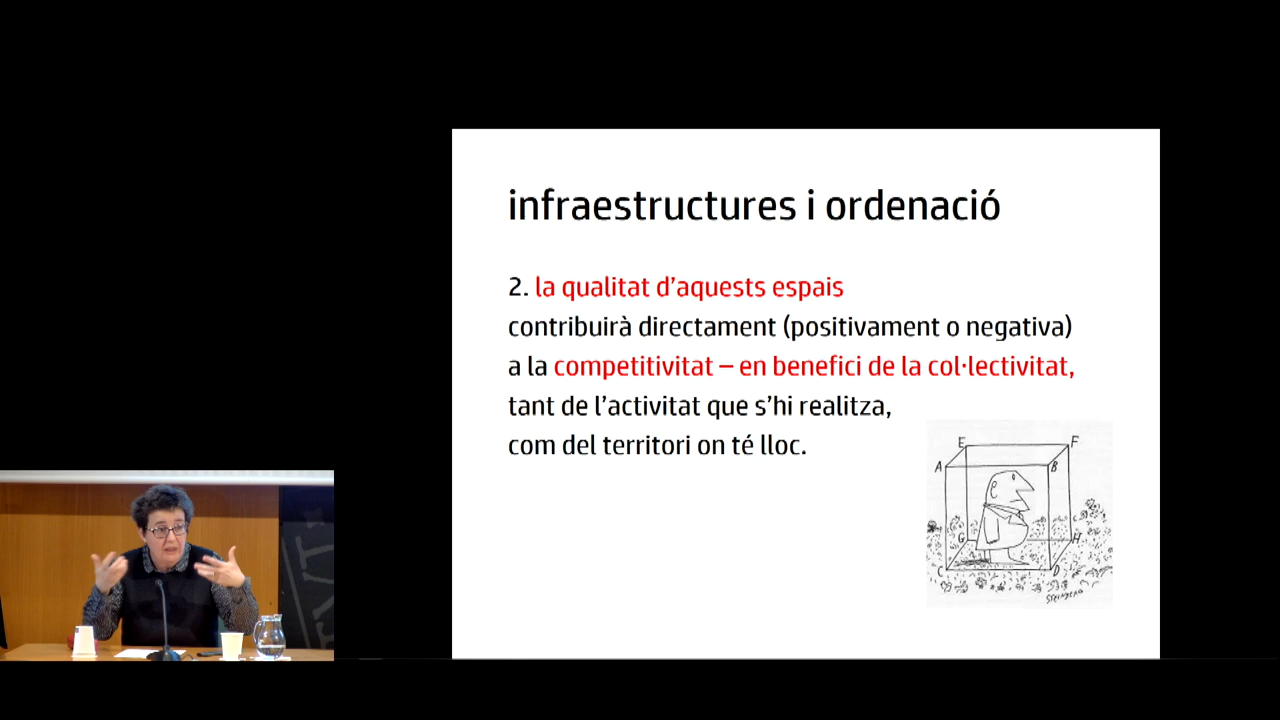 infraestructures i ordenació
2. la qualitat d’aquests espais
contribuirà directament (positivament o negativa)
a la competitivitat – en benefici de la col·lectivitat,
tant de l’activitat que s’hi realitza,
com del territori on té lloc.
E F
A B
G H
C D
STEINBERG